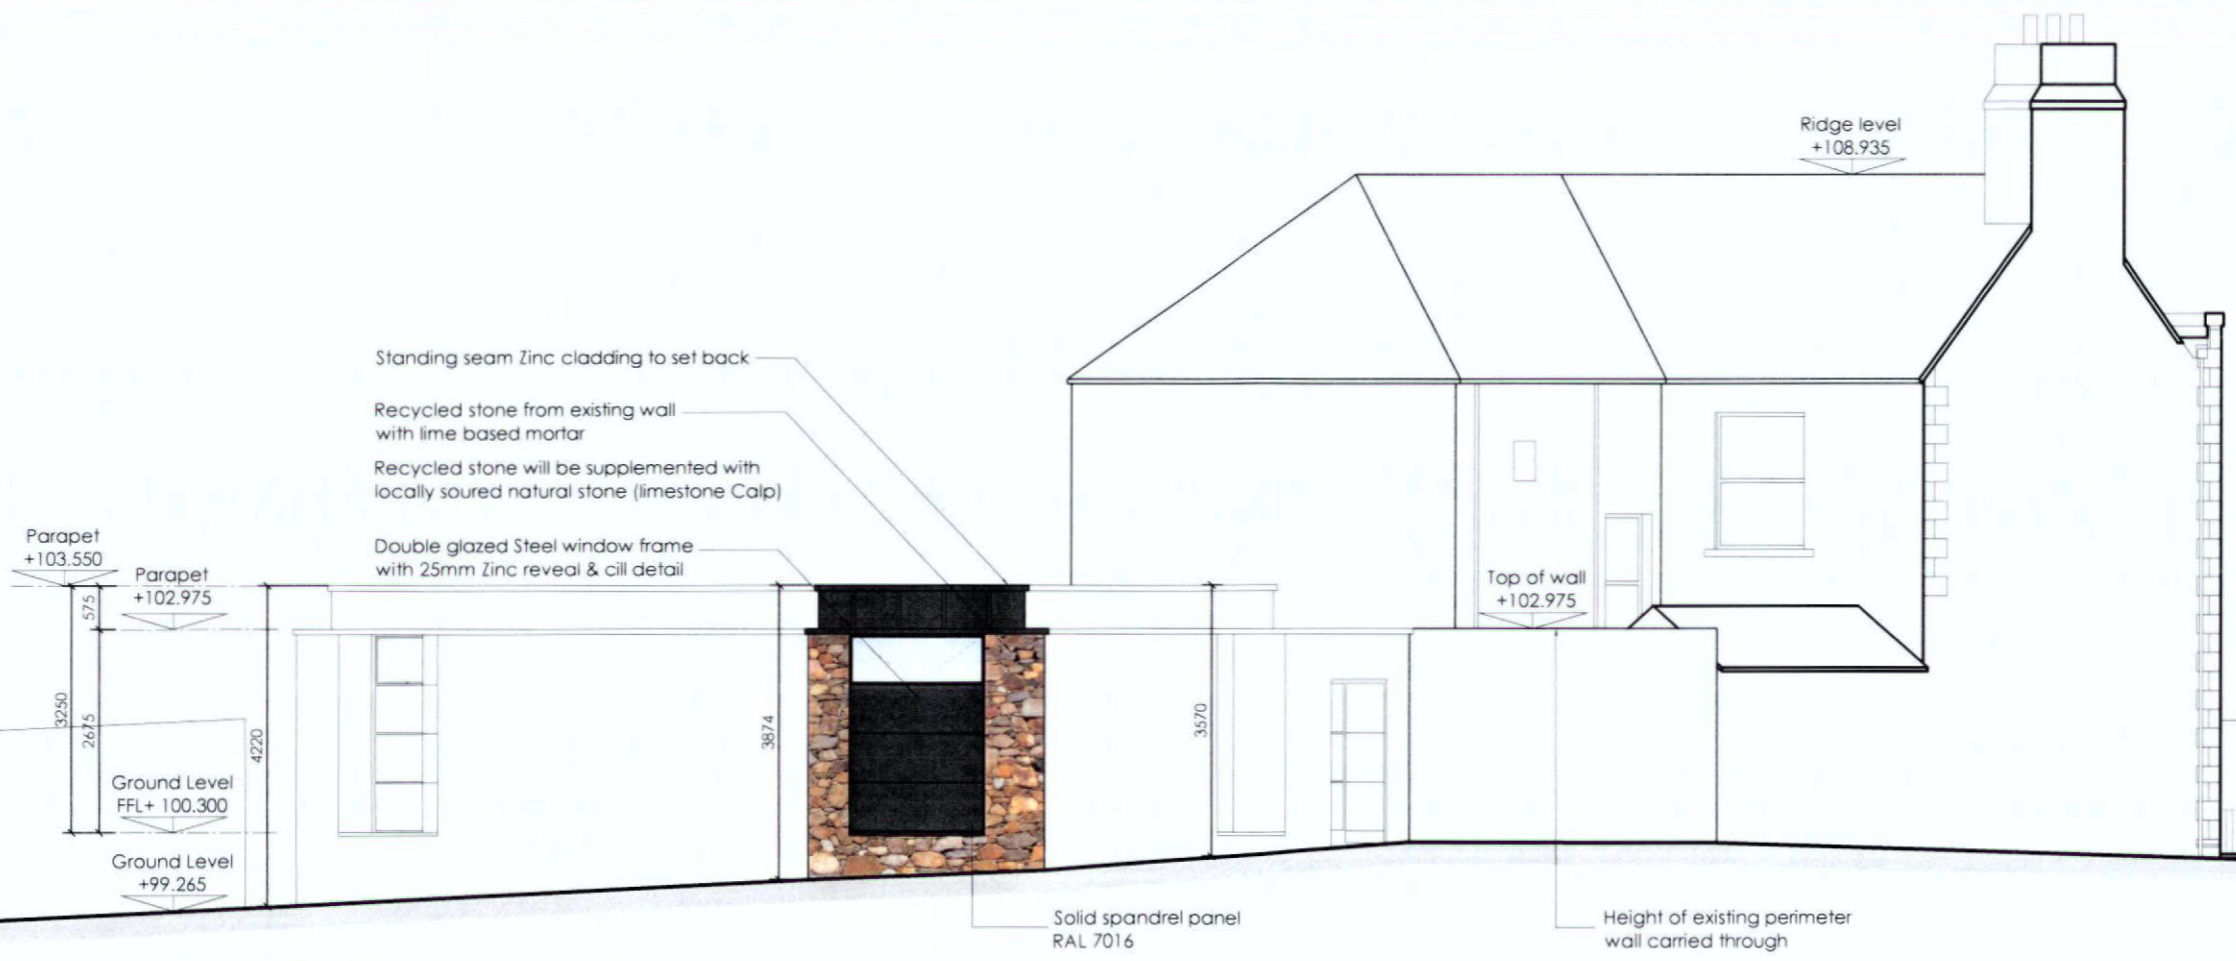 Ridge level
+108.935
Standing seam Zinc cladding to set back
Recycled stone from existing wall
with lime based mortar
Recycled stone will be supplemented with
locally soured natural stone (limestone Calp)
Double glazed Steel window frame
with 25mm Zinc reveal & cill detail
Parapet
+103.550
Parapet
+102.975
Top of wall
+102.975
575
3250
2675
4220
3874
3570
Ground Level
FFL+ 100.300
Ground Level
+99.265
Solid spandrel panel
RAL 7016
Height of existing perimeter
wall carried through